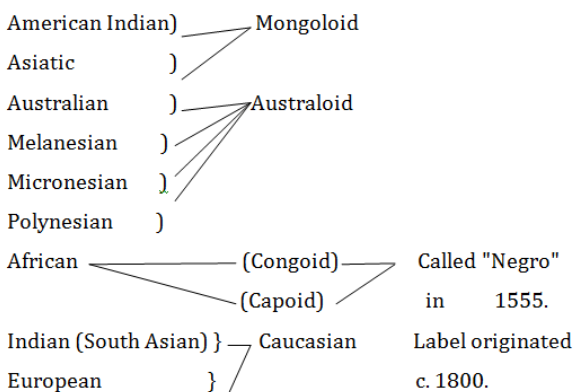 American Indian) Mongoloid
Asiatic )
Australian ) Australoid
Melanesian )
Micronesian )
Polynesian )
African (Congoid) Called "Negro"
(Capoid) in 1555.
Indian (South Asian) } Caucasian Label originated
European } c. 1800.